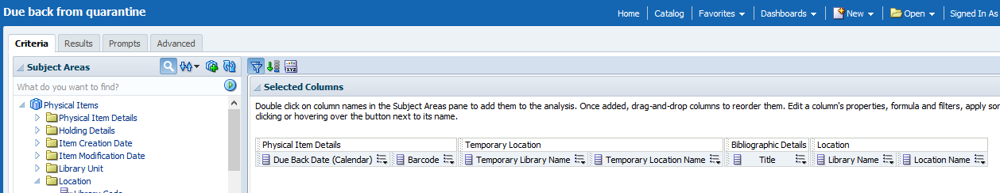 Due back from quarantine
Home Catalog Favorites Dashboards New Open Signed In As
Criteria Results Prompts Advanced
Subject Areas
What do you want to find?
Physical Items
Physical Item Details
Holding Details
Item Creation Date
Item Modification Date
Library Unit
Location
XYZ
Selected Columns
Double click on column names in the Subject Areas pane to add them to the analysis. Once added, drag-and-drop columns to reorder them. Edit a column's properties, formula and filters, apply
clicking or hovering over the button next to its name.
Physical Item Details Temporary Location Bibliographic Details Location
Due Back Date (Calendar) Barcode Temporary Library Name Temporary Location Name Title Library Name Location Name